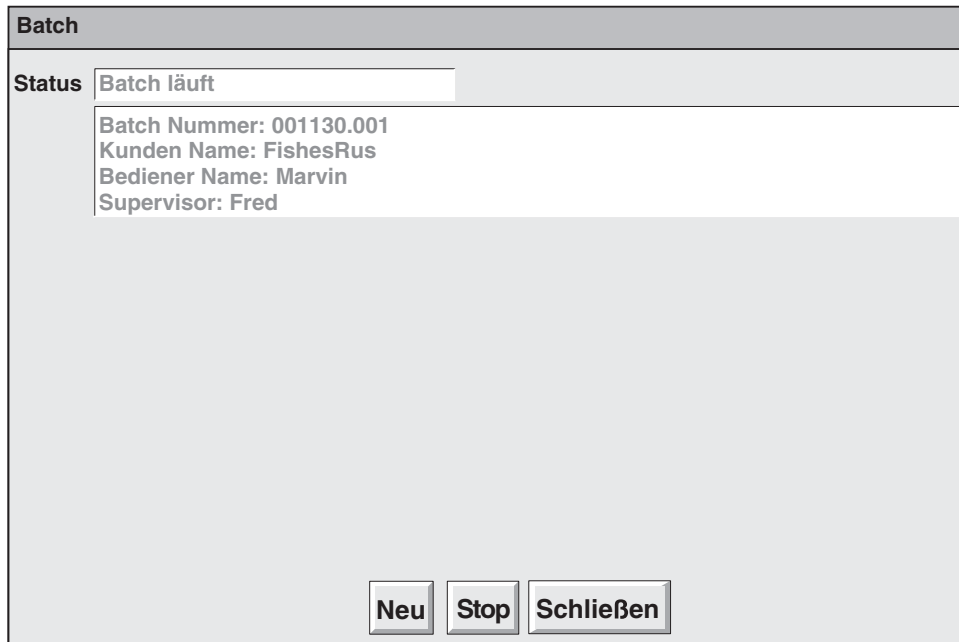 Batch
Status Batch läuft
Batch Nummer: 001130.001
Kunden Name: FishesRus
Bediener Name: Marvin
Supervisor: Fred
Neu Stop Schließen